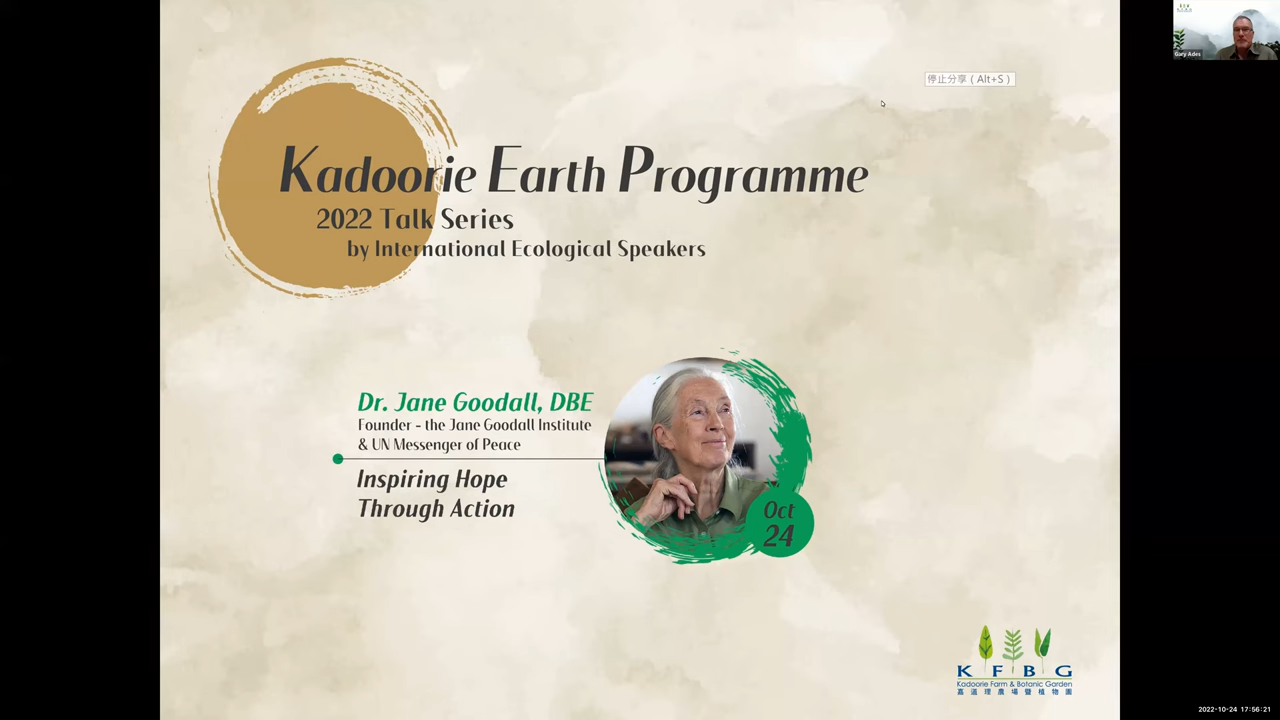 Kadoorie Earth Programme
2022 Talk Series
by International Ecological Speakers
停止分享 ( Alt+S )
Gary Ades
Dr. Jane Goodall, DBE
Founder - the Jane Goodall Institute
& UN Messenger of Peace
Inspiring Hope
Through Action
Oct
24
K F B G
Kadoorie Farm & Botanic Garden
嘉道理農場暨植物園
2022-10-24 17:56:21